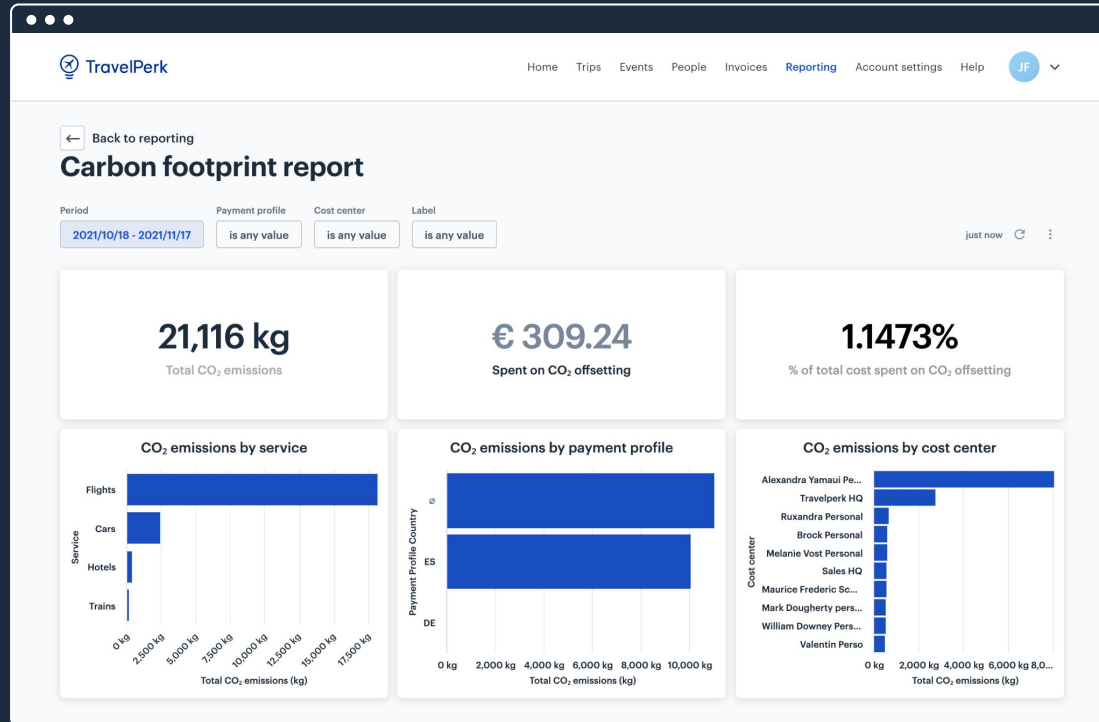 TravelPerk
Home Trips Events People Invoices Reporting Account settings Help JF
← Back to reporting
Carbon footprint report
Period Payment profile Cost center Label
2021/10/18 - 2021/11/17 is any value is any value is any value just now
21,116 kg
Total CO₂ emissions
€ 309.24
Spent on CO₂ offsetting
1.1473%
% of total cost spent on CO₂ offsetting
CO₂ emissions by service
Service
Flights
Cars
Hotels
Trains
0 kg 2,500 kg 5,000 kg 7,500 kg 10,000 kg 12,500 kg 15,000 kg 17,500 kg
Total CO₂ emissions (kg)
CO₂ emissions by payment profile
Payment Profile Country
∅
ES
DE
0 kg 2,000 kg 4,000 kg 6,000 kg 8,000 kg 10,000 kg
Total CO₂ emissions (kg)
CO₂ emissions by cost center
Cost center
Alexandra Yamaui Pe...
Travelperk HQ
Ruxandra Personal
Brock Personal
Melanie Vost Personal
Sales HQ
Maurice Frederic Sc...
Mark Dougherty pers...
William Downey Pers...
Valentin Perso
0 kg 2,000 kg 4,000 kg 6,000 kg 8,0...
Total CO₂ emissions (kg)